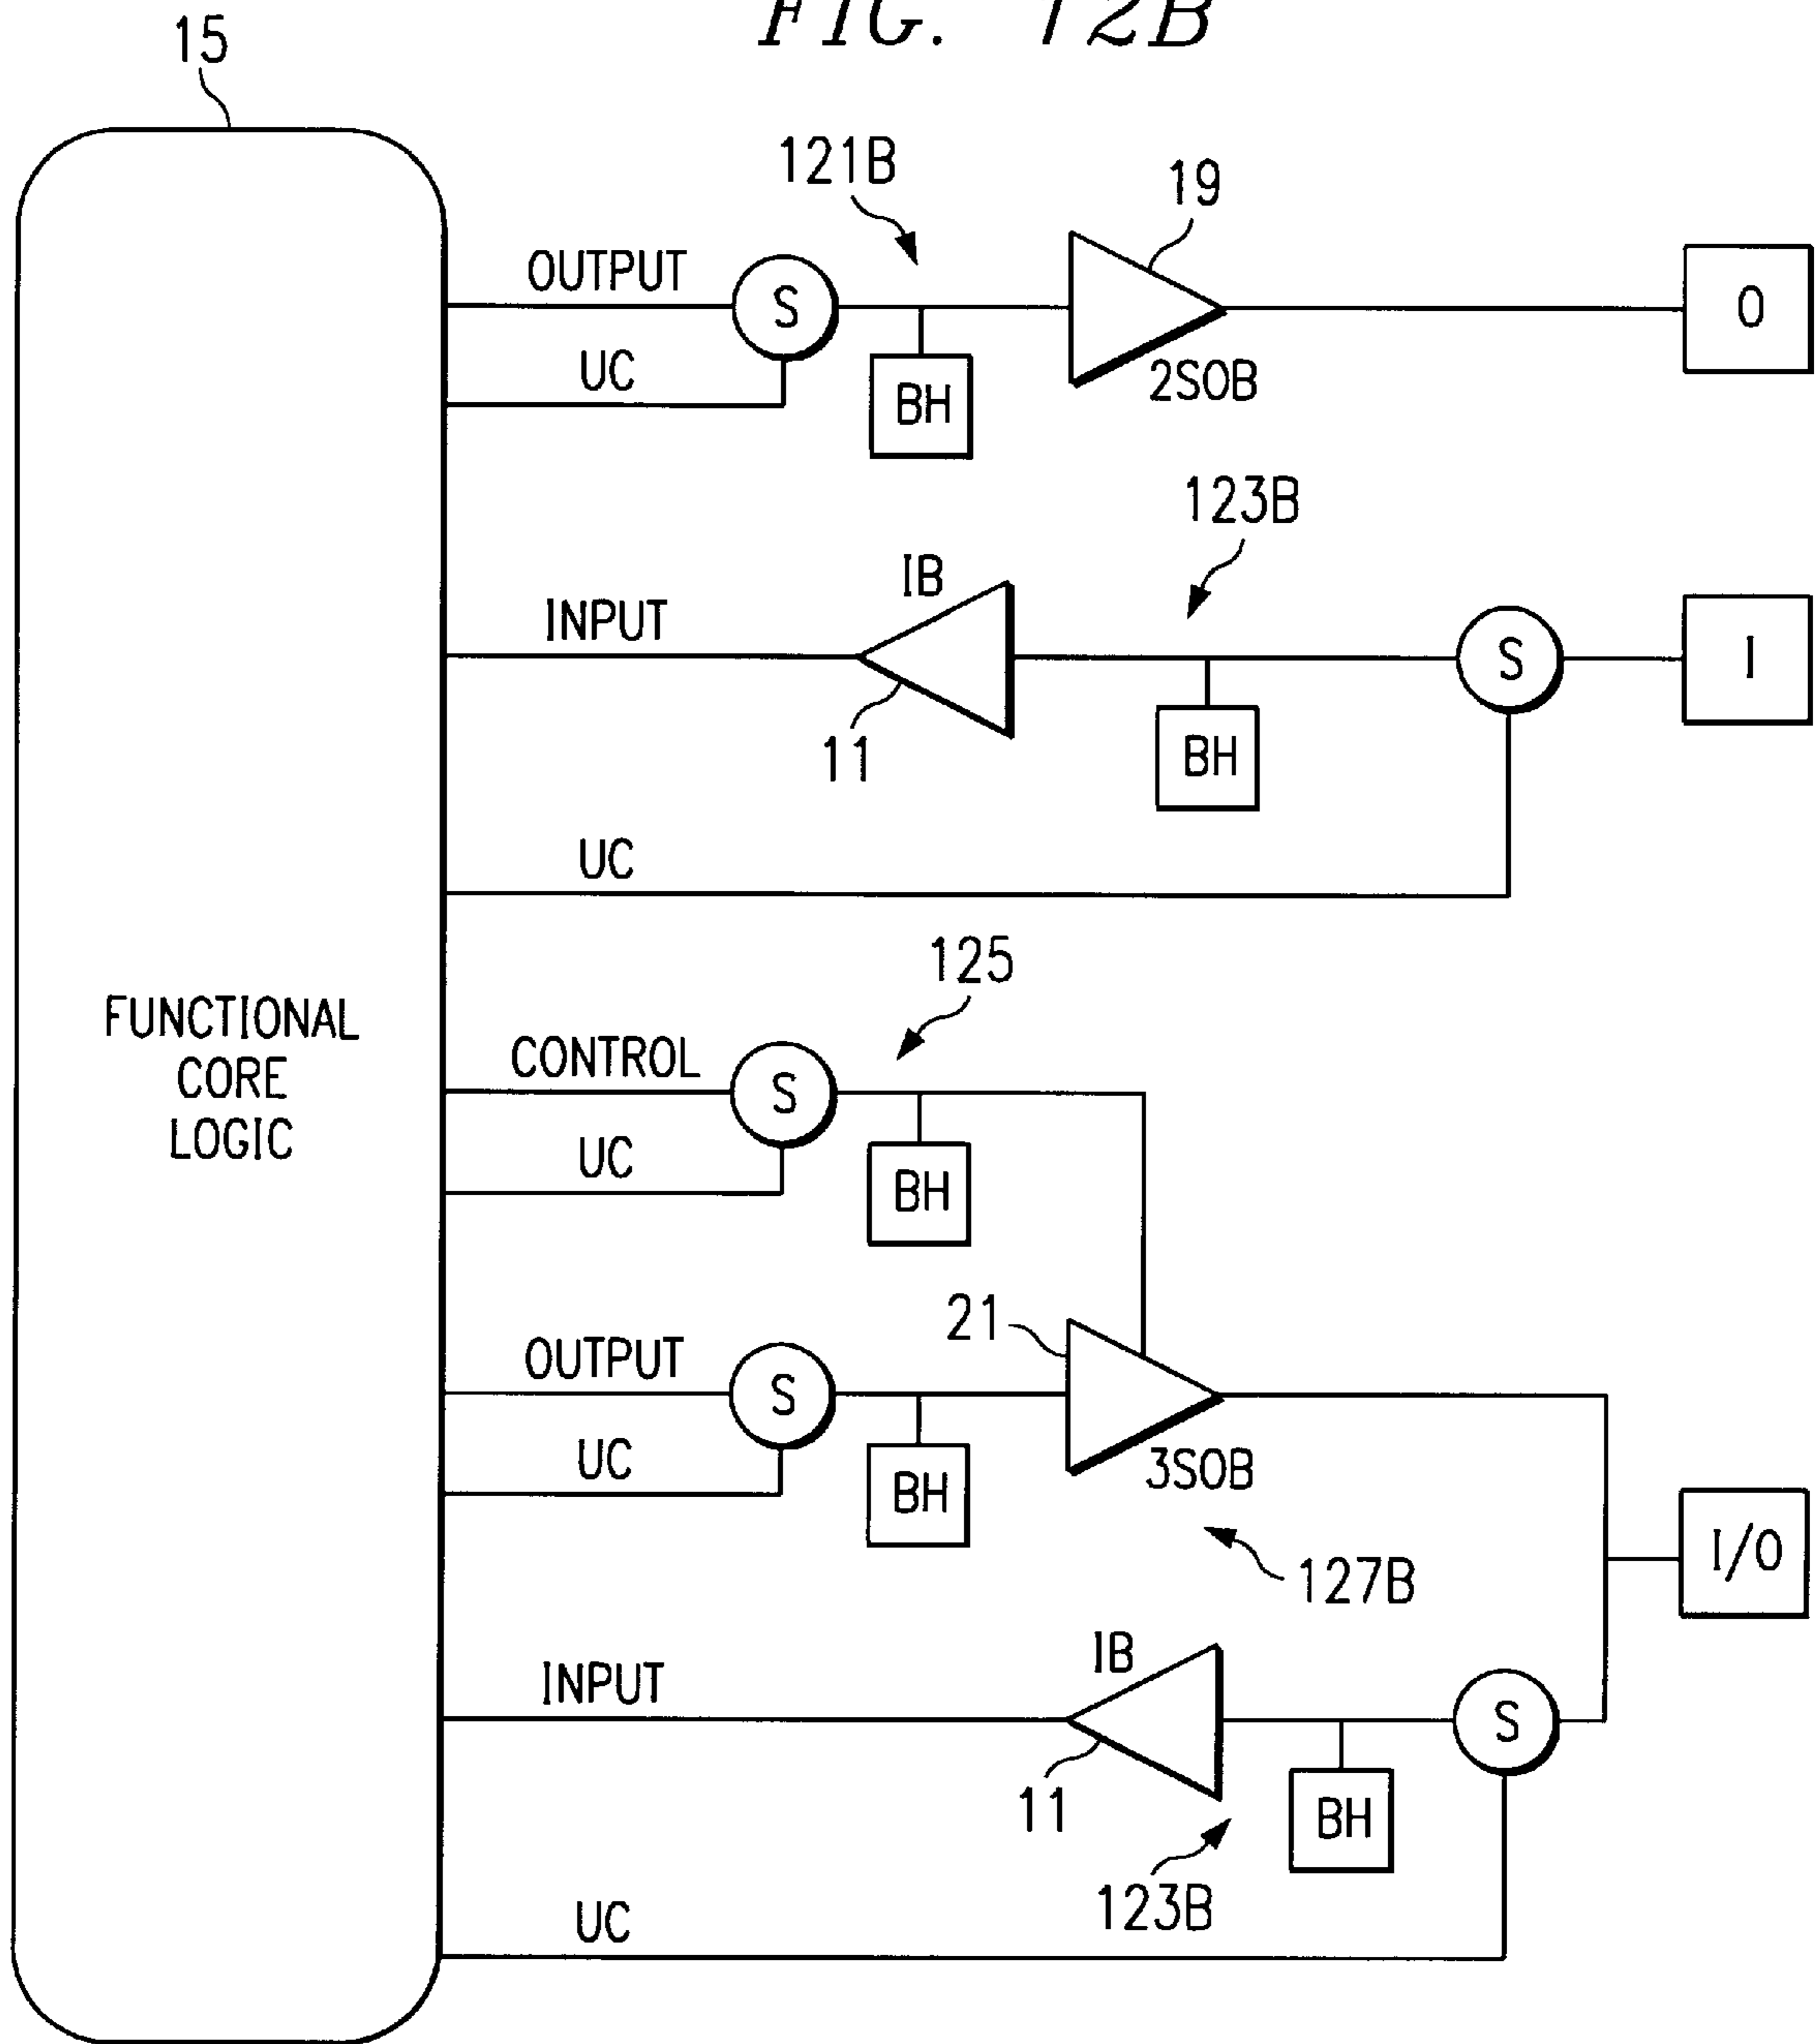 FIG. 12B
15
121B
19
OUTPUT
S
O
UC
BH
2SOB
123B
IB
INPUT
S
I
11
BH
UC
125
FUNCTIONAL
CORE
LOGIC
CONTROL
S
UC
BH
21
OUTPUT
S
UC
BH
3SOB
I/O
127B
IB
INPUT
S
11
BH
123B
UC